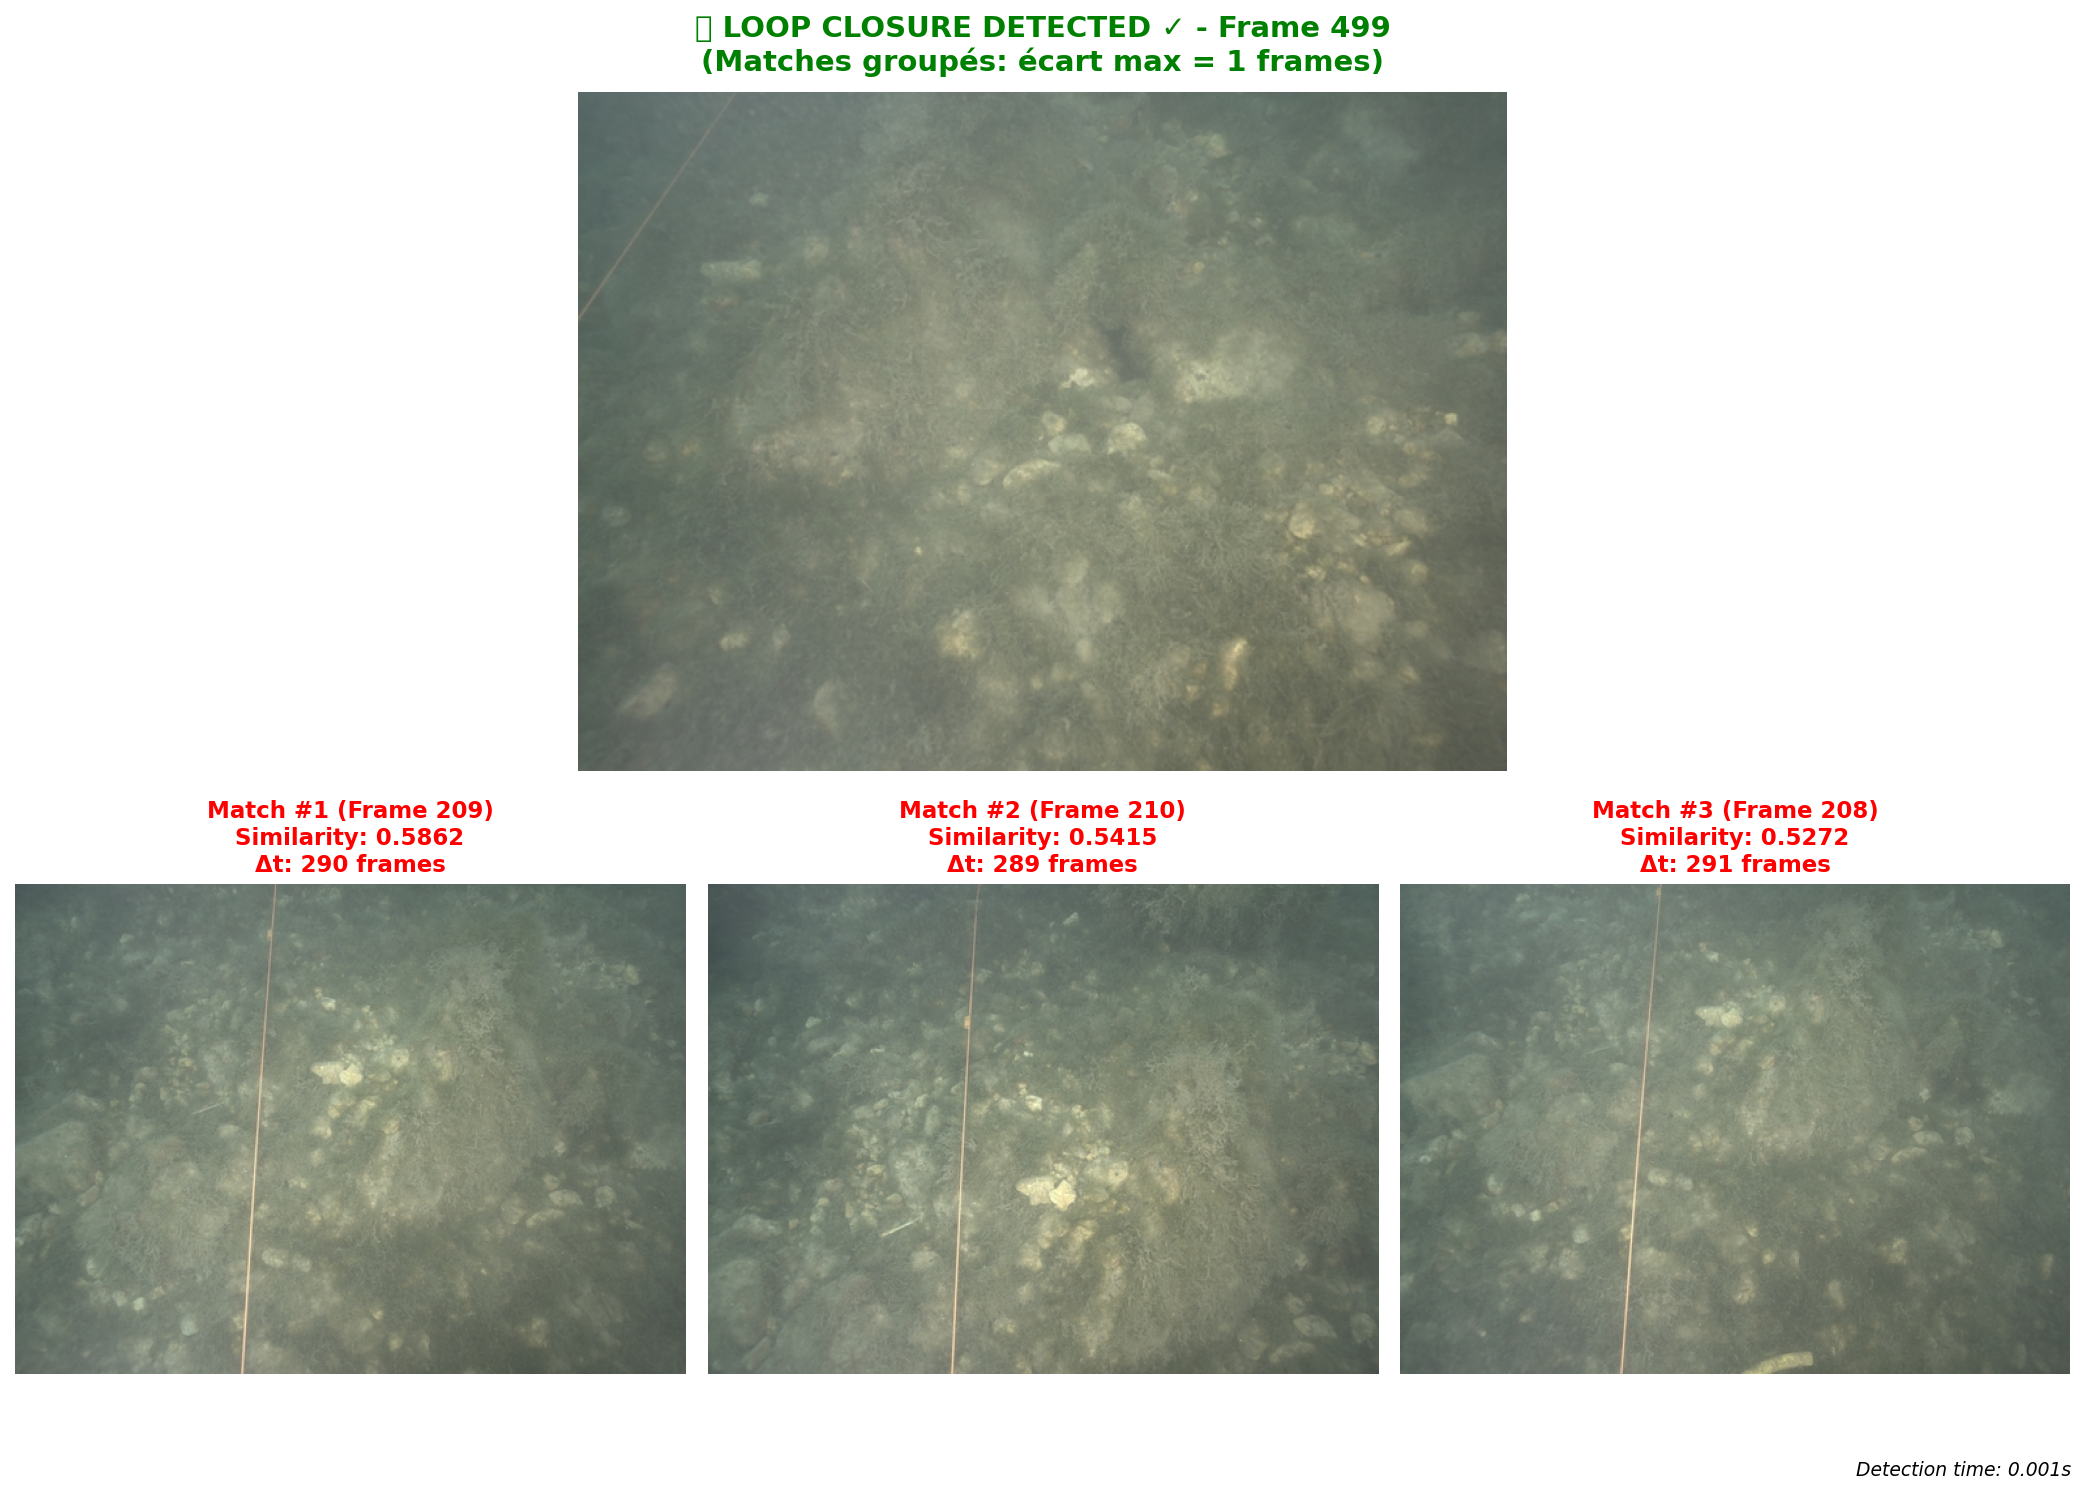 LOOP CLOSURE DETECTED ✓ - Frame 499
(Matches groupés: écart max = 1 frames)
Match #1 (Frame 209)
Similarity: 0.5862
Δt: 290 frames
Match #2 (Frame 210)
Similarity: 0.5415
Δt: 289 frames
Match #3 (Frame 208)
Similarity: 0.5272
Δt: 291 frames
Detection time: 0.001s